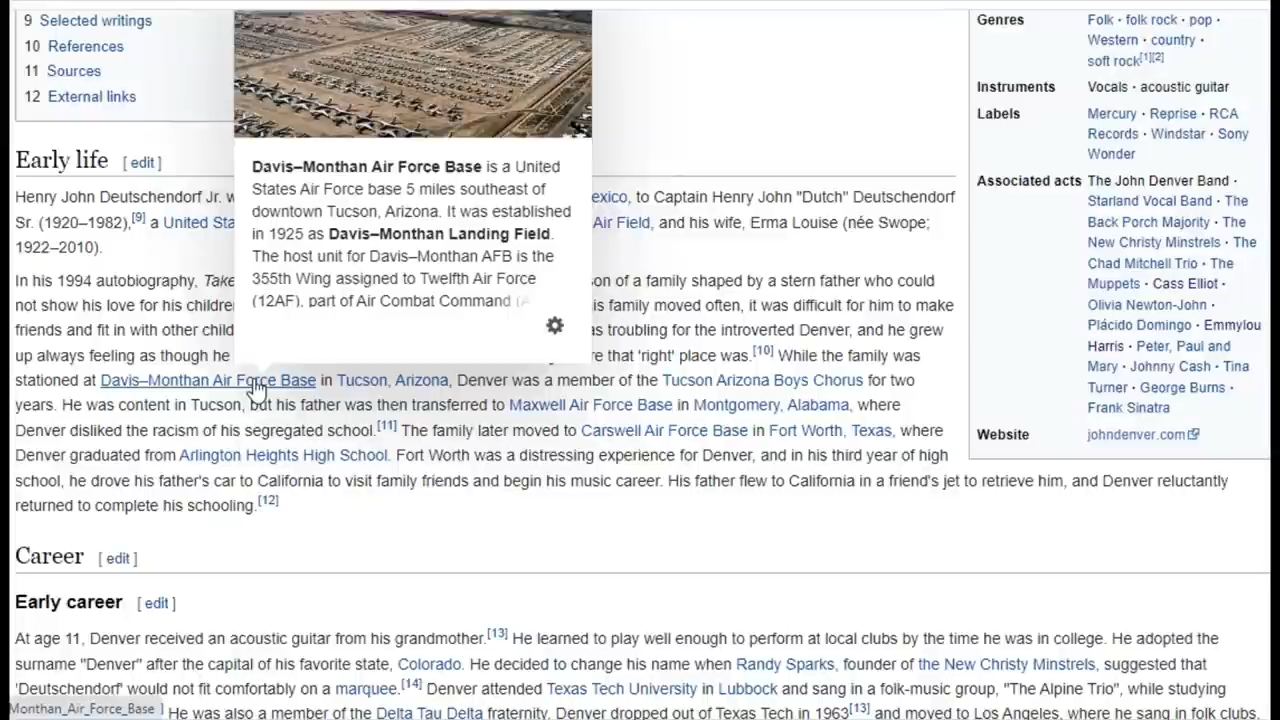 9 Selected writings
10 References
11 Sources
12 External links
Early life [ edit ]
Henry John Deutschendorf Jr. w
exico, to Captain Henry John "Dutch" Deutschendorf
Sr. (1920–1982),[9] a United Sta
Air Field, and his wife, Erma Louise (née Swope;
1922–2010).
In his 1994 autobiography, Take
on of a family shaped by a stern father who could
not show his love for his childre
is family moved often, it was difficult for him to make
friends and fit in with other child
as troubling for the introverted Denver, and he grew
up always feeling as though he
re that 'right' place was.[10] While the family was
stationed at Davis–Monthan Air Force Base in Tucson, Arizona, Denver was a member of the Tucson Arizona Boys Chorus for two
years. He was content in Tucson, but his father was then transferred to Maxwell Air Force Base in Montgomery, Alabama, where
Denver disliked the racism of his segregated school.[11] The family later moved to Carswell Air Force Base in Fort Worth, Texas, where
Denver graduated from Arlington Heights High School. Fort Worth was a distressing experience for Denver, and in his third year of high
school, he drove his father's car to California to visit family friends and begin his music career. His father flew to California in a friend's jet to retrieve him, and Denver reluctantly
returned to complete his schooling.[12]
Davis–Monthan Air Force Base is a United
States Air Force base 5 miles southeast of
downtown Tucson, Arizona. It was established
in 1925 as Davis–Monthan Landing Field.
The host unit for Davis–Monthan AFB is the
355th Wing assigned to Twelfth Air Force
(12AF), part of Air Combat Command (A
Genres Folk · folk rock · pop ·
Western · country ·
soft rock[1][2]
Instruments Vocals · acoustic guitar
Labels Mercury · Reprise · RCA
Records · Windstar · Sony
Wonder
Associated acts The John Denver Band ·
Starland Vocal Band · The
Back Porch Majority · The
New Christy Minstrels · The
Chad Mitchell Trio · The
Muppets · Cass Elliot ·
Olivia Newton-John ·
Plácido Domingo · Emmylou
Harris · Peter, Paul and
Mary · Johnny Cash · Tina
Turner · George Burns ·
Frank Sinatra
Website johndenver.com
Career [ edit ]
Early career [ edit ]
At age 11, Denver received an acoustic guitar from his grandmother.[13] He learned to play well enough to perform at local clubs by the time he was in college. He adopted the
surname "Denver" after the capital of his favorite state, Colorado. He decided to change his name when Randy Sparks, founder of the New Christy Minstrels, suggested that
'Deutschendorf' would not fit comfortably on a marquee.[14] Denver attended Texas Tech University in Lubbock and sang in a folk-music group, "The Alpine Trio", while studying
Monthan_Air_Force_Base ] He was also a member of the Delta Tau Delta fraternity. Denver dropped out of Texas Tech in 1963[13] and moved to Los Angeles, where he sang in folk clubs.